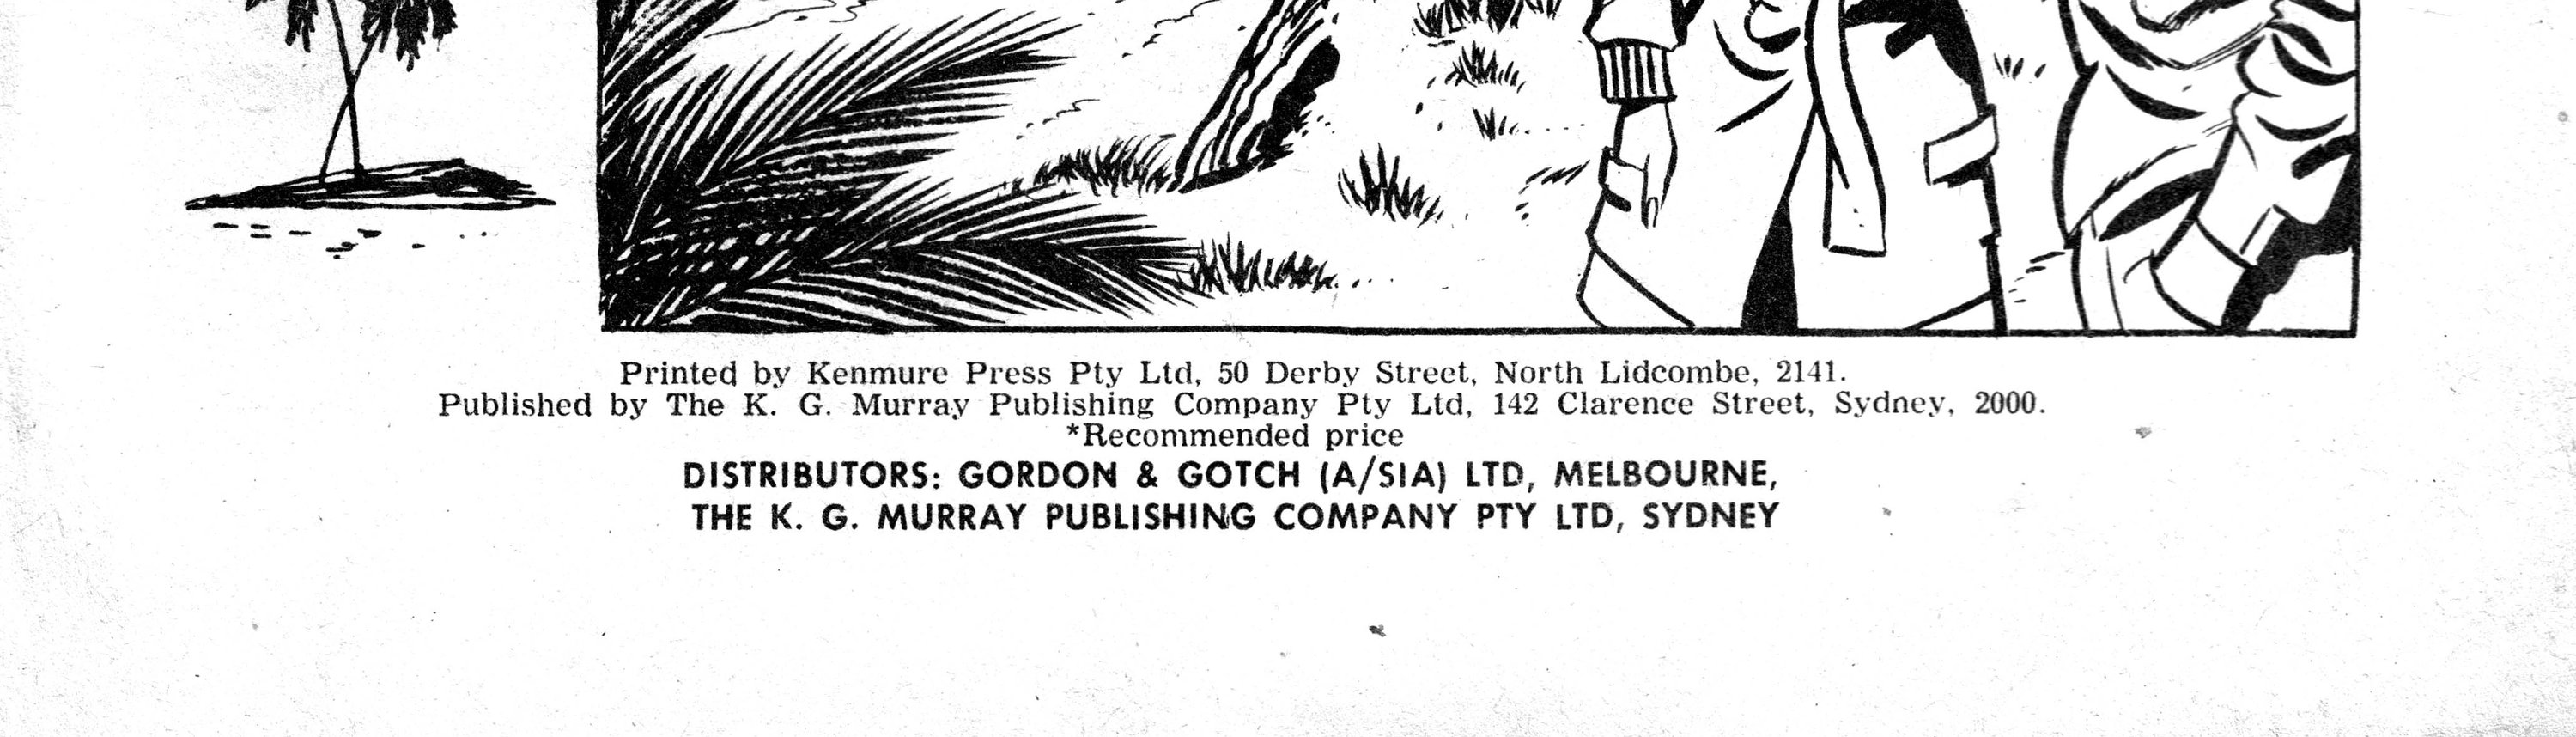 Printed by Kenmure Press Pty Ltd, 50 Derby Street, North Lidcombe, 2141.
Published by The K. G. Murray Publishing Company Pty Ltd, 142 Clarence Street, Sydney, 2000.
*Recommended price
DISTRIBUTORS: GORDON & GOTCH (A/SIA) LTD, MELBOURNE,
THE K. G. MURRAY PUBLISHING COMPANY PTY LTD, SYDNEY